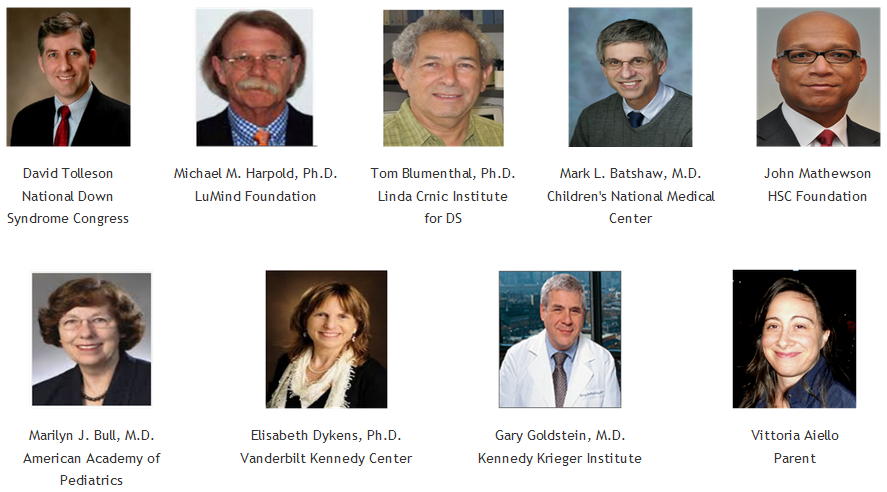 David Tolleson
National Down
Syndrome Congress
Michael M. Harpold, Ph.D.
LuMind Foundation
Tom Blumenthal, Ph.D.
Linda Crnic Institute
for DS
Mark L. Batshaw, M.D.
Children's National Medical
Center
John Mathewson
HSC Foundation
Marilyn J. Bull, M.D.
American Academy of
Pediatrics
Elisabeth Dykens, Ph.D.
Vanderbilt Kennedy Center
Gary Goldstein, M.D.
Kennedy Krieger Institute
Vittoria Aiello
Parent